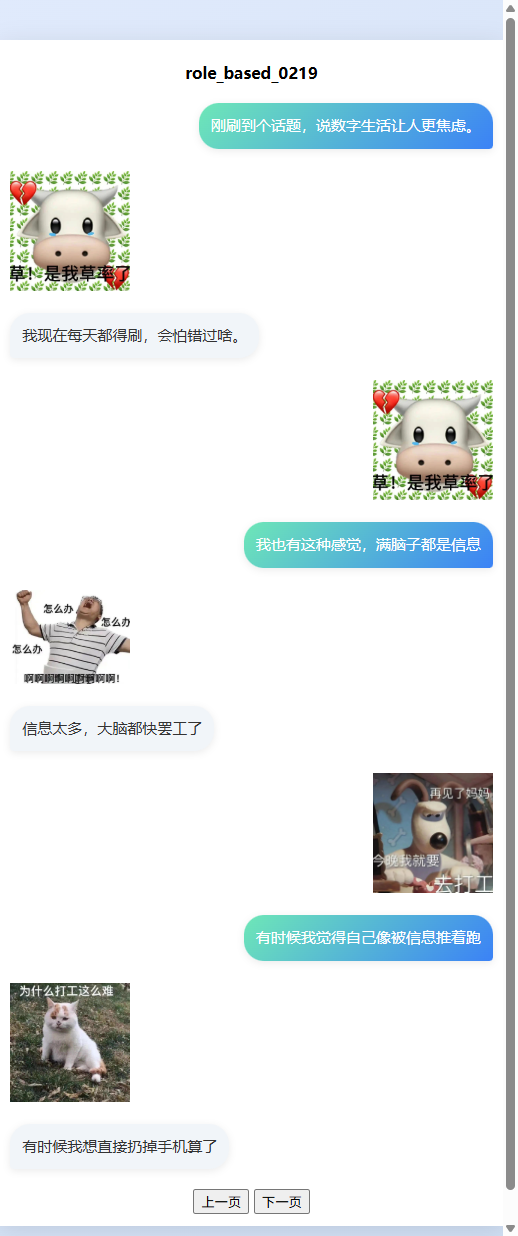 role_based_0219
刚刷到个话题，说数字生活让人更焦虑。
草！是我草率了
我现在每天都得刷，会怕错过啥。
草！是我草率了
我也有这种感觉，满脑子都是信息
怎么办
怎么办
怎么办
啊啊啊啊啊啊啊啊啊！
信息太多，大脑都快罢工了
再见了妈妈
今晚我就要
去打工
有时候我觉得自己像被信息推着跑
为什么打工这么难
有时候我想直接扔掉手机算了
上一页 下一页